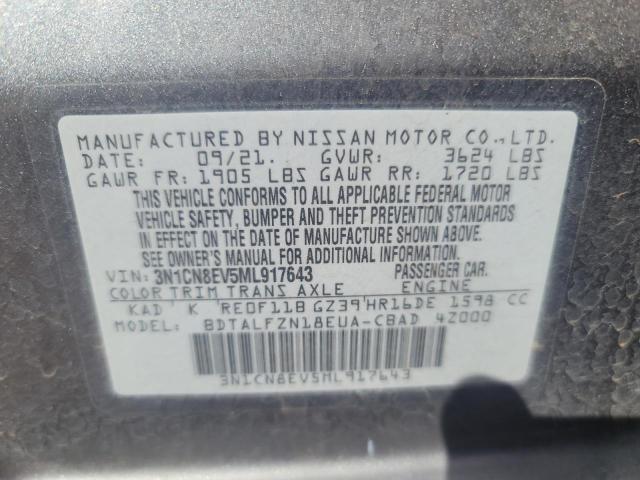 MANUFACTURED BY NISSAN MOTOR CO.,LTD.
DATE: 09/21. GVWR: 3624 LBS
GAWR FR: 1905 LBS GAWR RR: 1720 LBS
THIS VEHICLE CONFORMS TO ALL APPLICABLE FEDERAL MOTOR
VEHICLE SAFETY, BUMPER AND THEFT PREVENTION STANDARDS
IN EFFECT ON THE DATE OF MANUFACTURE SHOWN ABOVE.
SEE OWNER'S MANUAL FOR ADDITIONAL INFORMATION.
VIN: 3N1CN8EV5ML917643 PASSENGER CAR.
COLOR TRIM TRANS AXLE ENGINE
KAD K RE0F11B GZ39 HR16DE 1598 CC
MODEL: BDTALFZN18EUA-CBAD 4Z000
3N1CN8EV5ML917643